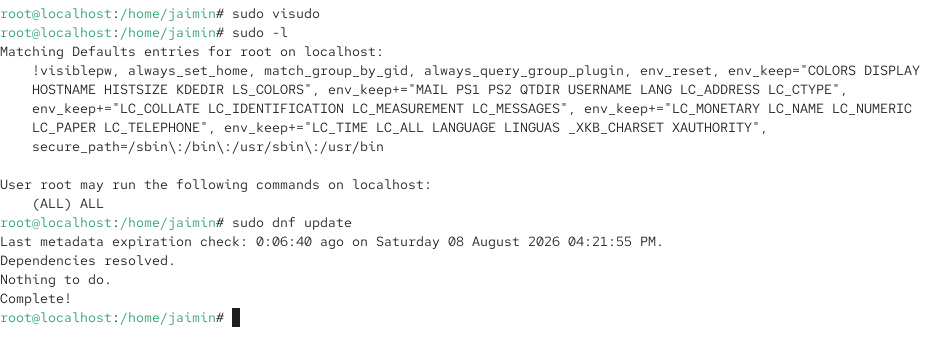 root@localhost:/home/jaimin# sudo visudo
root@localhost:/home/jaimin# sudo -l
Matching Defaults entries for root on localhost:
    !visiblepw, always_set_home, match_group_by_gid, always_query_group_plugin, env_reset, env_keep="COLORS DISPLAY
    HOSTNAME HISTSIZE KDEDIR LS_COLORS", env_keep+="MAIL PS1 PS2 QTDIR USERNAME LANG LC_ADDRESS LC_CTYPE",
    env_keep+="LC_COLLATE LC_IDENTIFICATION LC_MEASUREMENT LC_MESSAGES", env_keep+="LC_MONETARY LC_NAME LC_NUMERIC
    LC_PAPER LC_TELEPHONE", env_keep+="LC_TIME LC_ALL LANGUAGE LINGUAS _XKB_CHARSET XAUTHORITY",
    secure_path=/sbin\:/bin\:/usr/sbin\:/usr/bin

User root may run the following commands on localhost:
    (ALL) ALL
root@localhost:/home/jaimin# sudo dnf update
Last metadata expiration check: 0:06:40 ago on Saturday 08 August 2026 04:21:55 PM.
Dependencies resolved.
Nothing to do.
Complete!
root@localhost:/home/jaimin#